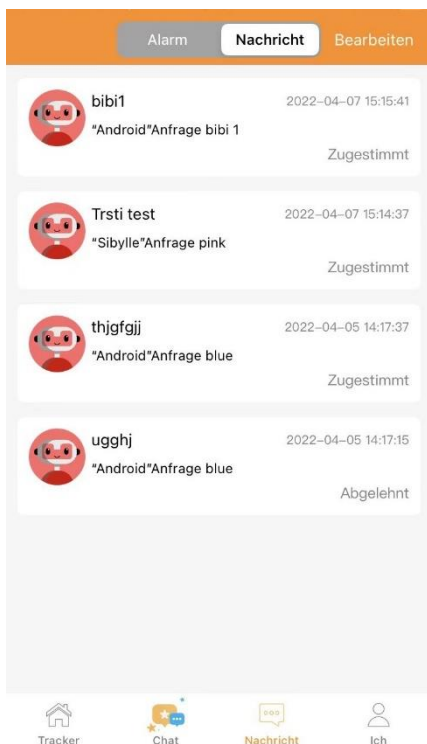 Alarm Nachricht Bearbeiten
bibi1 2022-04-07 15:15:41
"Android"Anfrage bibi 1
Zugestimmt
Trsti test 2022-04-07 15:14:37
"Sibylle"Anfrage pink
Zugestimmt
thjgfgjj 2022-04-05 14:17:37
"Android"Anfrage blue
Zugestimmt
ugghj 2022-04-05 14:17:15
"Android"Anfrage blue
Abgelehnt
Tracker Chat Nachricht Ich